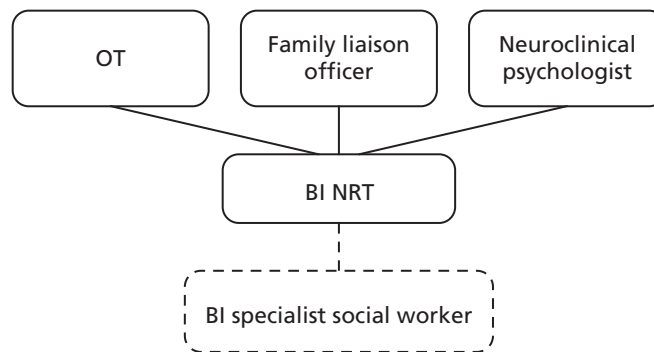 OT
Family liaison
officer
Neuroclinical
psychologist
BI NRT
BI specialist social worker